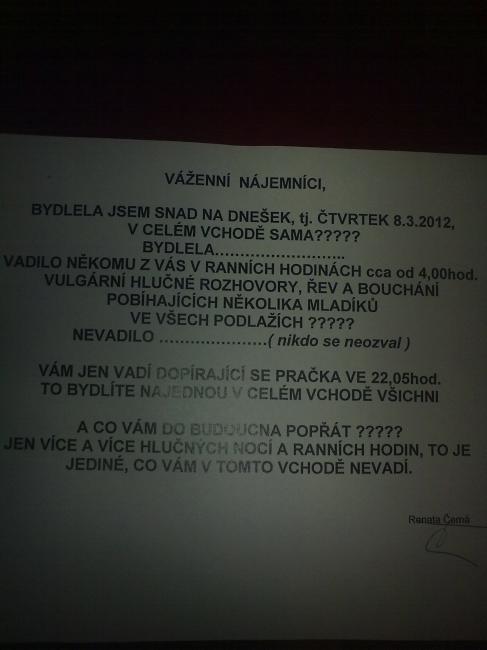 VÁŽENNÍ NÁJEMNÍCI,
BYDLELA JSEM SNAD NA DNEŠEK, tj. ČTVRTEK 8.3.2012,
V CELÉM VCHODĚ SAMA?????
BYDLELA……………………..
VADILO NĚKOMU Z VÁS V RANNÍCH HODINÁCH cca od 4,00hod.
VULGÁRNÍ HLUČNÉ ROZHOVORY, ŘEV A BOUCHÁNÍ
POBÍHAJÍCÍCH NĚKOLIKA MLADÍKŮ
VE VŠECH PODLAŽÍCH ?????
NEVADILO …………………( nikdo se neozval )
VÁM JEN VADÍ DOPÍRAJÍCÍ SE PRAČKA VE 22,05hod.
TO BYDLÍTE NAJEDNOU V CELÉM VCHODĚ VŠICHNI
A CO VÁM DO BUDOUCNA POPŘÁT ?????
JEN VÍCE A VÍCE HLUČNÝCH NOCÍ A RANNÍCH HODIN, TO JE
JEDINÉ, CO VÁM V TOMTO VCHODĚ NEVADÍ.
Renata Černá